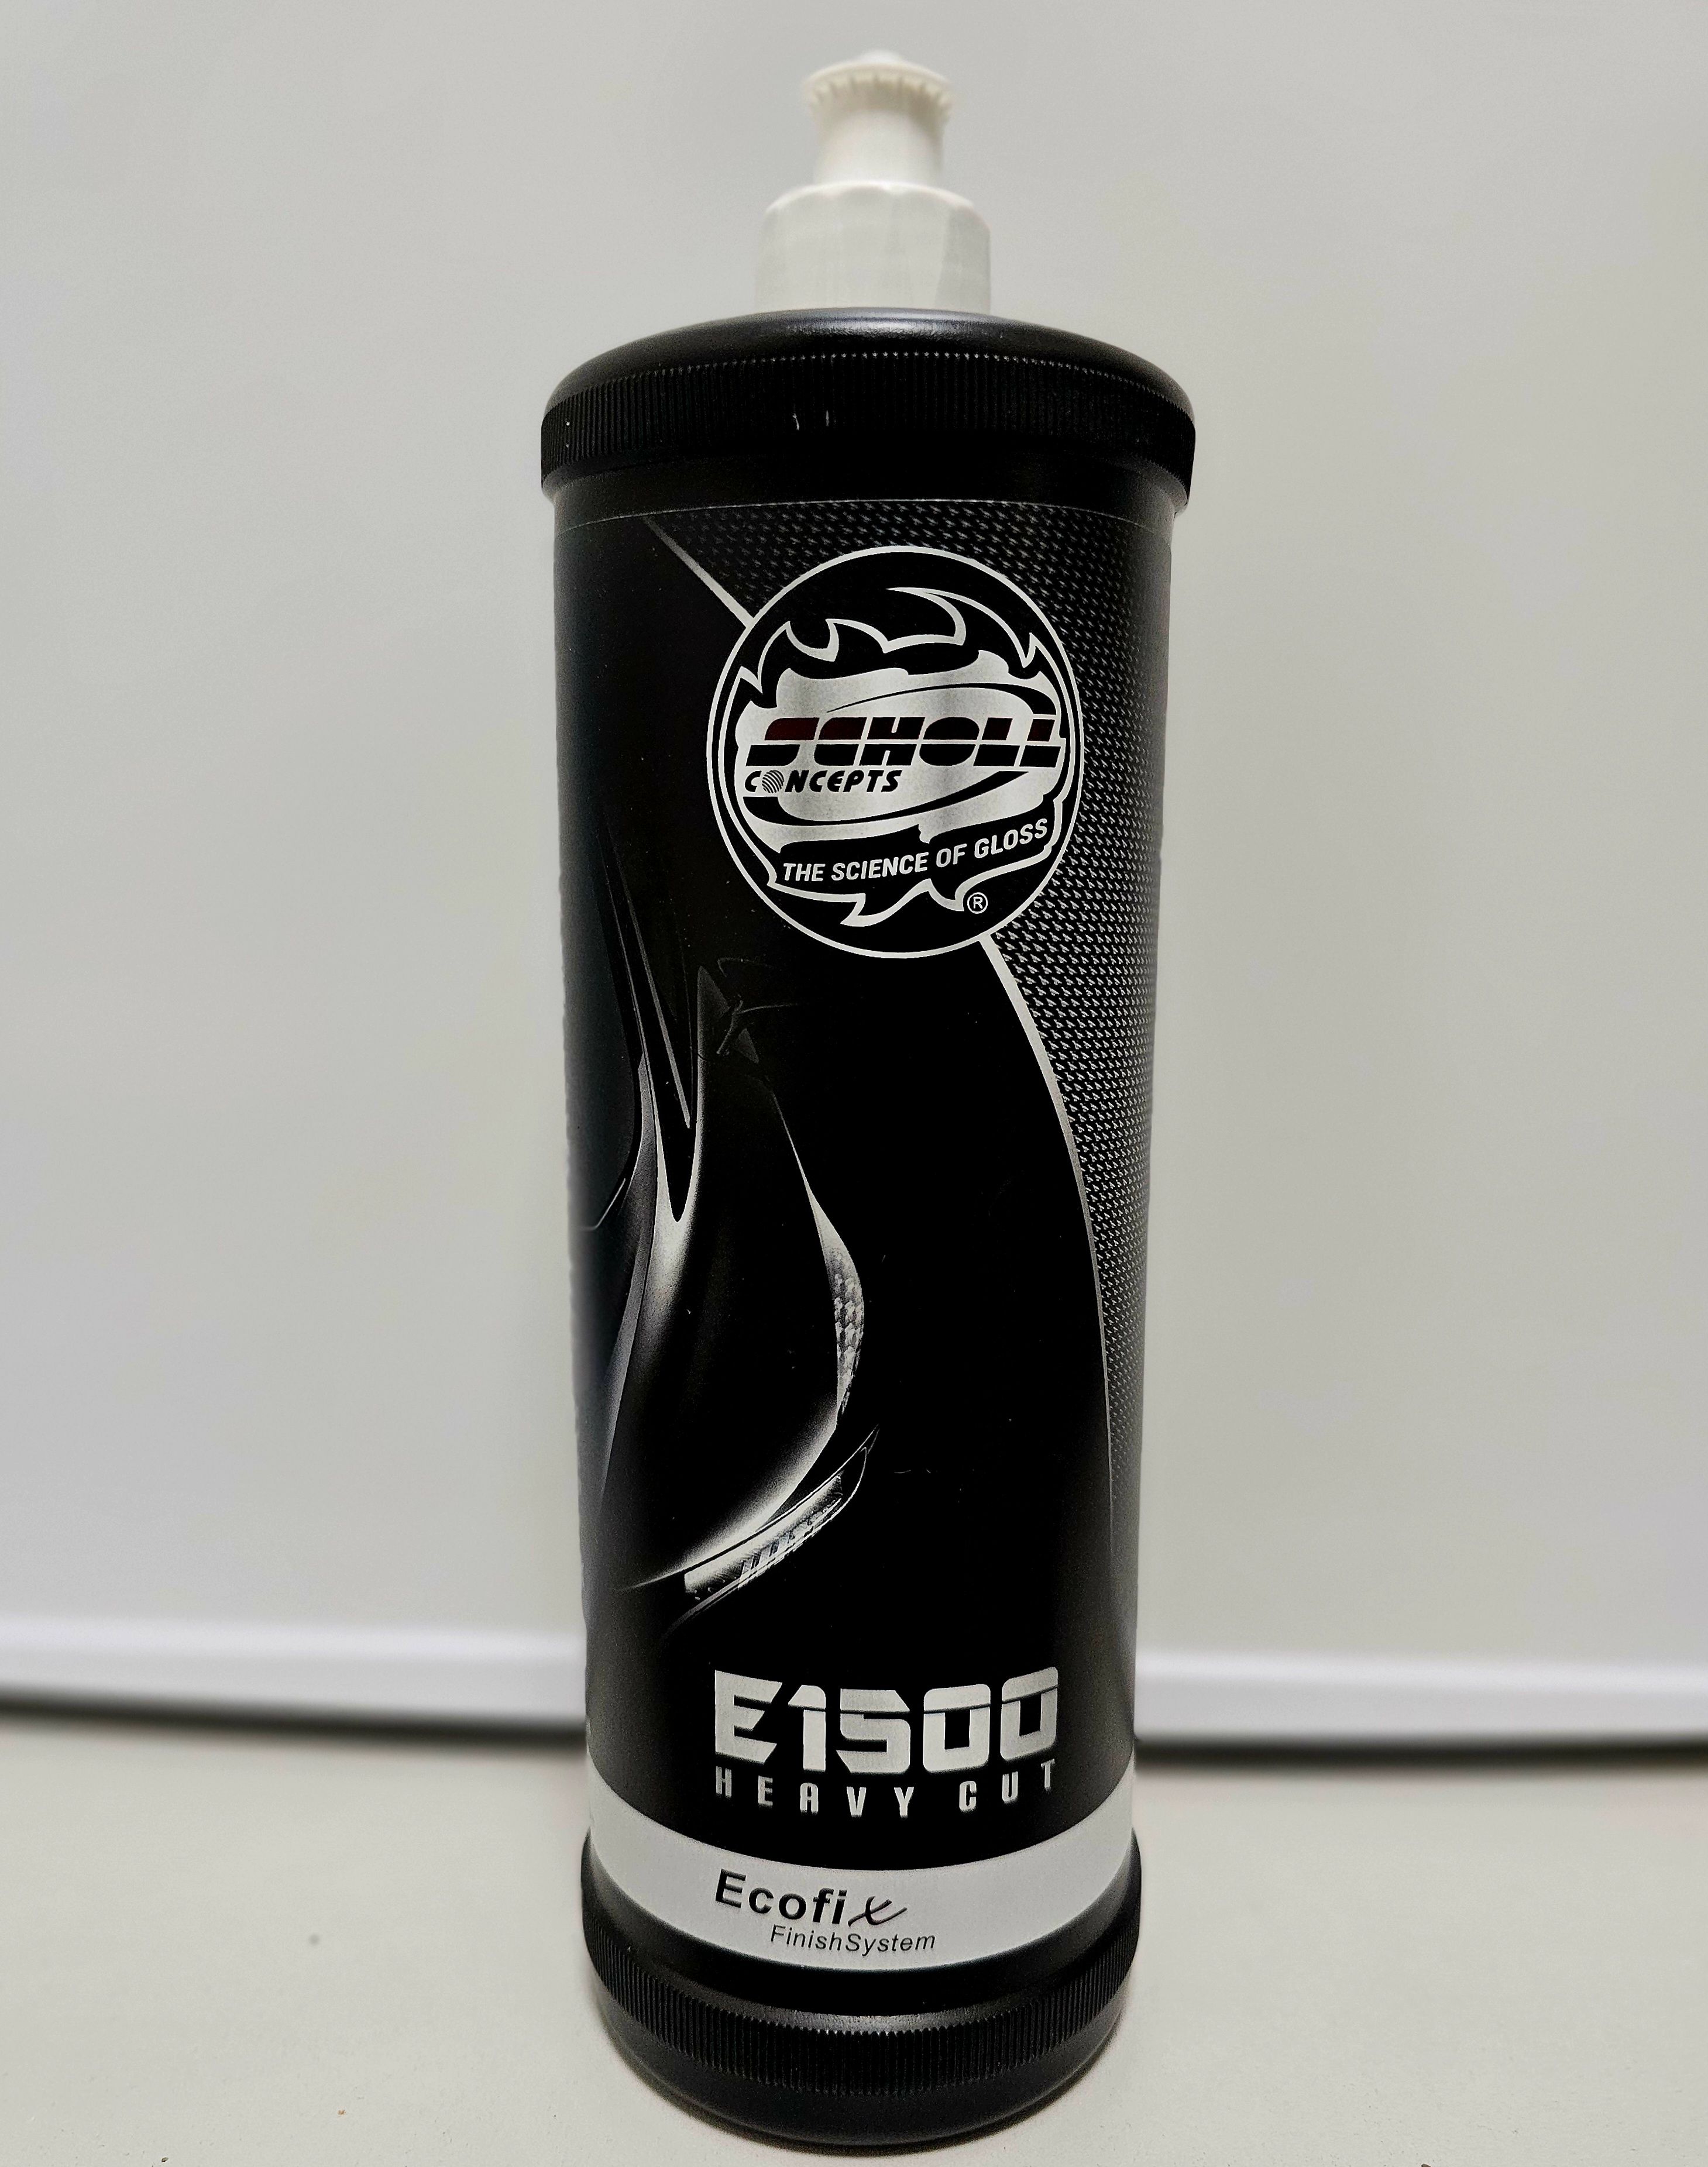 SCHOLL
CONCEPTS
THE SCIENCE OF GLOSS
®
E1500
HEAVY CUT
Ecofix
FinishSystem